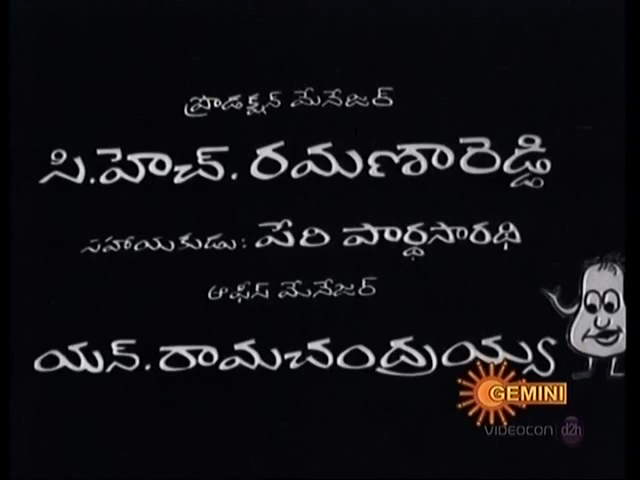 ప్రొడక్షన్ మేనేజర్
సి.హెచ్. రమణారెడ్డి
సహాయకుడు: పేరి పార్థసారథి
ఆఫీస్ మేనేజర్
యన్. రామచంద్రయ్య
GEMINI
VIDEOCON d2h